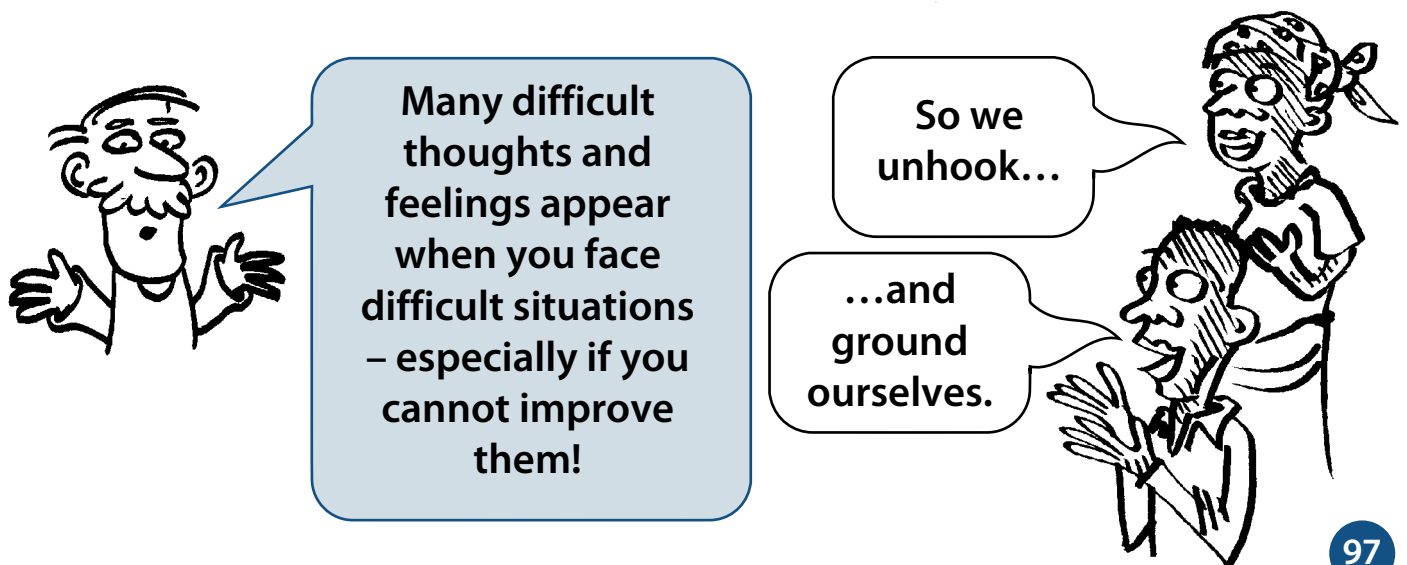 Many difficult
thoughts and
feelings appear
when you face
difficult situations
– especially if you
cannot improve
them!
So we
unhook…
…and
ground
ourselves.
97